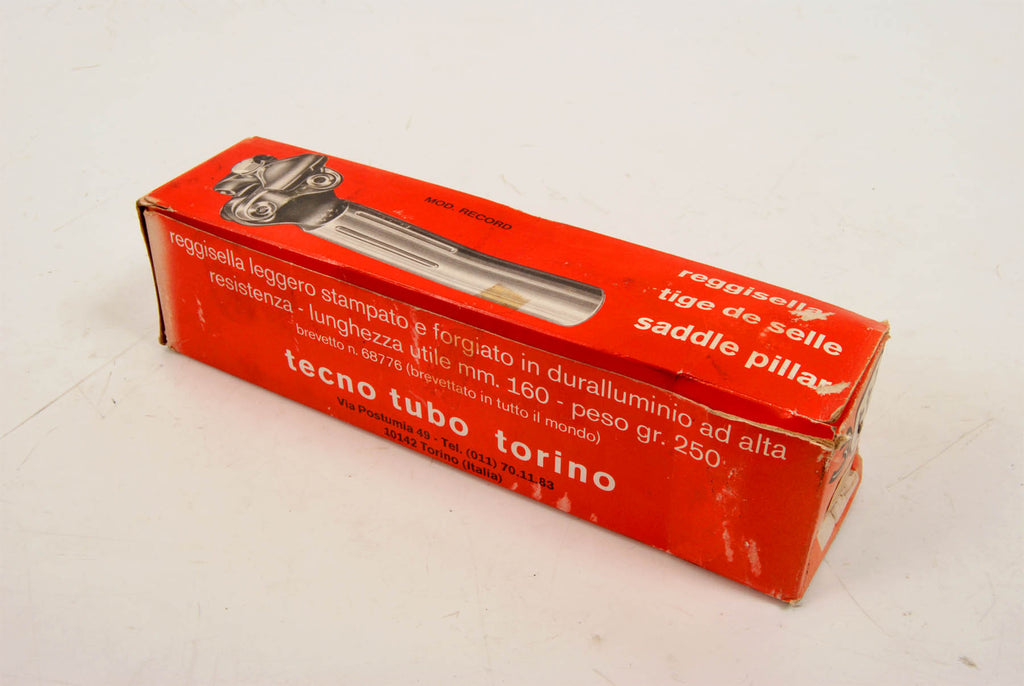 MOD. RECORD
reggisella
tige de selle
saddle pillar
reggisella leggero stampato e forgiato in duralluminio ad alta
resistenza - lunghezza utile mm. 160 - peso gr. 250
brevetto n. 68776 (brevettato in tutto il mondo)
tecno tubo torino
Via Postumia 49 - Tel. (011) 70.11.83
10142 Torino (Italia)